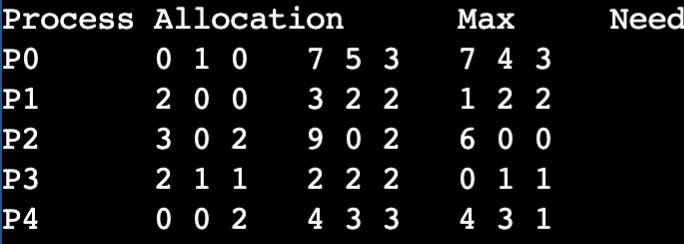 Process Allocation Max Need
P0 0 1 0 7 5 3 7 4 3
P1 2 0 0 3 2 2 1 2 2
P2 3 0 2 9 0 2 6 0 0
P3 2 1 1 2 2 2 0 1 1
P4 0 0 2 4 3 3 4 3 1